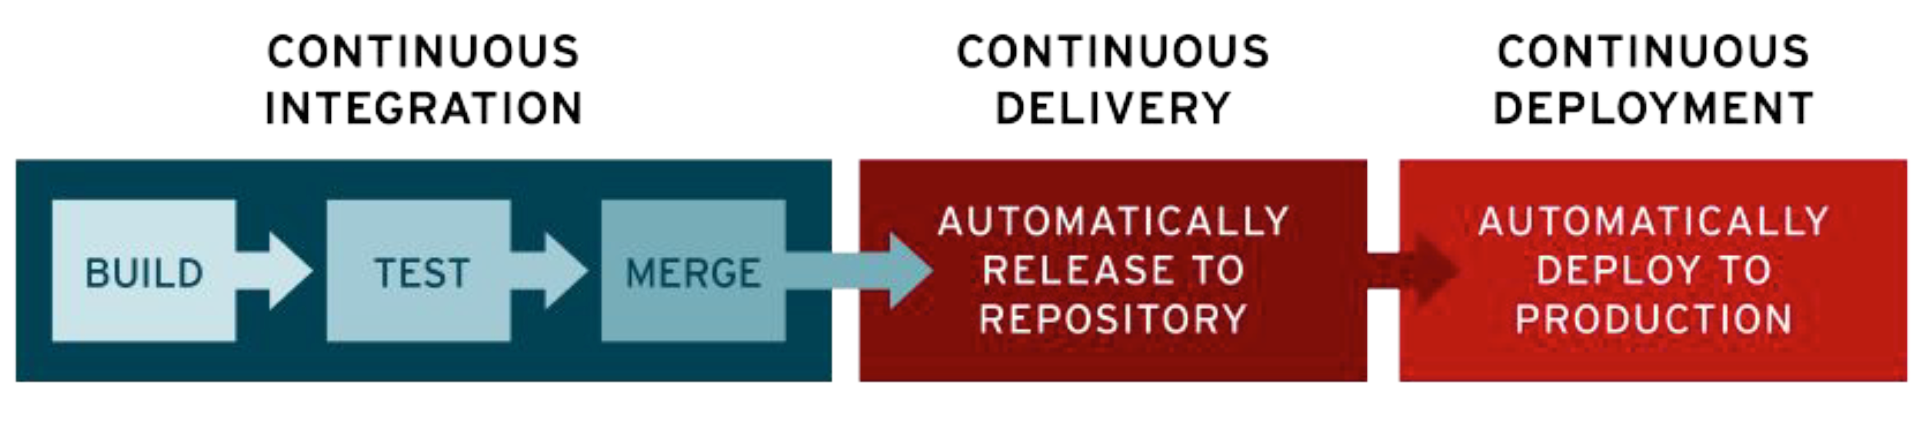 CONTINUOUS
INTEGRATION
CONTINUOUS
DELIVERY
CONTINUOUS
DEPLOYMENT
BUILD
TEST
MERGE
AUTOMATICALLY
RELEASE TO
REPOSITORY
AUTOMATICALLY
DEPLOY TO
PRODUCTION